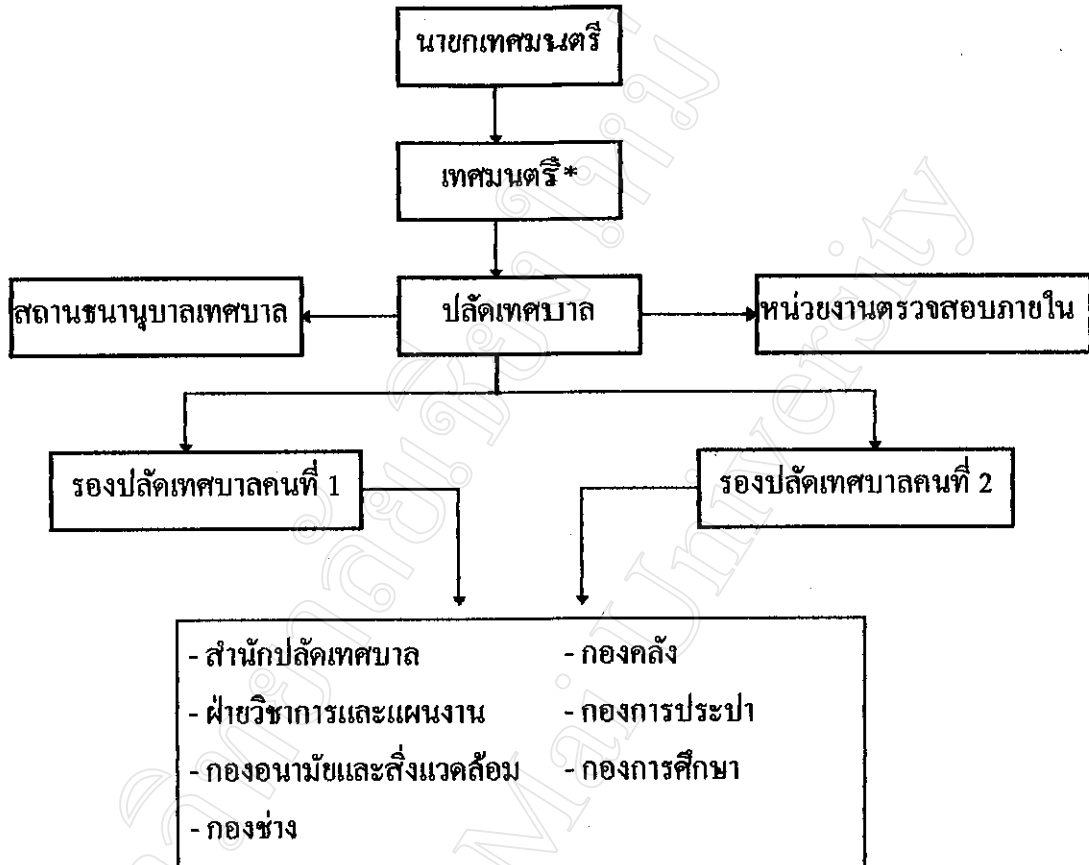 นายกเทศมนตรี
เทศมนตรี *
สถานธนานุบาลเทศบาล
ปลัดเทศบาล
หน่วยงานตรวจสอบภายใน
รองปลัดเทศบาลคนที่ 1
รองปลัดเทศบาลคนที่ 2
- สำนักปลัดเทศบาล
- กองคลัง
- ฝ่ายวิชาการและแผนงาน
- กองการประปา
- กองอนามัยและสิ่งแวดล้อม
- กองการศึกษา
- กองช่าง
Mai University